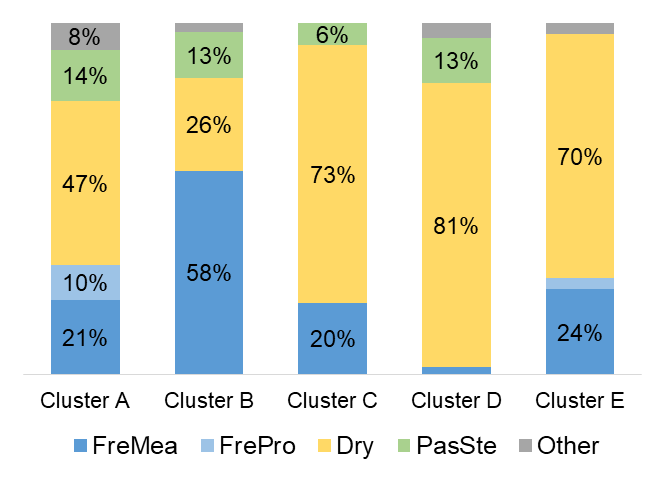 8% 13% 6% 13%
14% 26% 73% 81% 70%
47% 58% 20% 24%
10%
21%
Cluster A Cluster B Cluster C Cluster D Cluster E
FreMea FrePro Dry PasSte Other